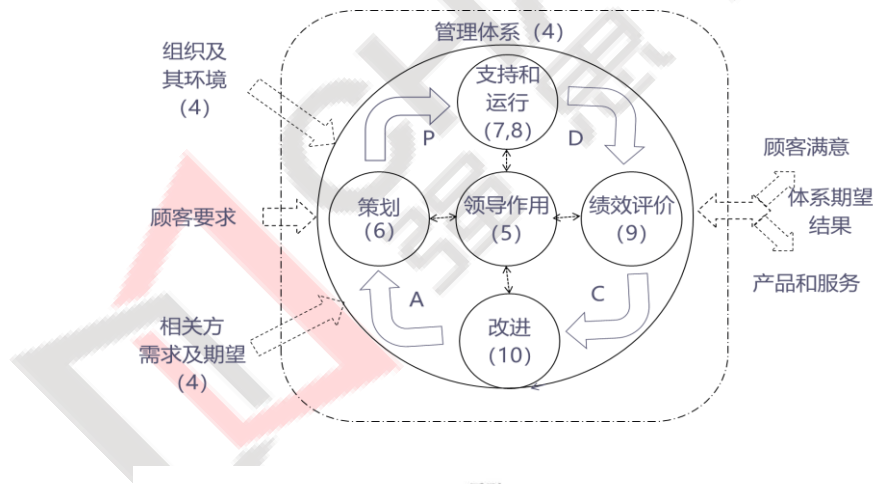 管理体系（4）
组织及
其环境
（4）
支持和
运行
(7,8)
P
D
顾客满意
顾客要求
策划
(6)
领导作用
(5)
绩效评价
(9)
体系期望
结果
产品和服务
A
C
相关方
需求及期望
（4）
改进
(10)